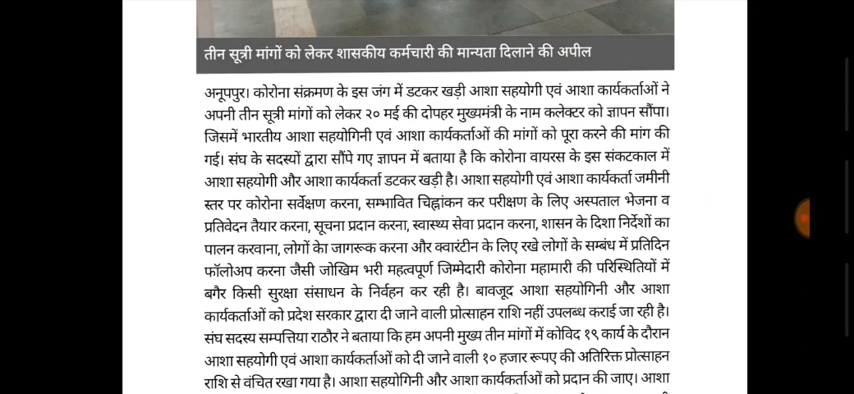 तीन सूत्री मांगों को लेकर शासकीय कर्मचारी की मान्यता दिलाने की अपील
अनूपपुर। कोरोना संक्रमण के इस जंग में डटकर खड़ी आशा सहयोगी एवं आशा कार्यकर्ताओं ने
अपनी तीन सूत्री मांगों को लेकर २० मई की दोपहर मुख्यमंत्री के नाम कलेक्टर को ज्ञापन सौंपा।
जिसमें भारतीय आशा सहयोगिनी एवं आशा कार्यकर्ताओं की मांगों को पूरा करने की मांग की
गई। संघ के सदस्यों द्वारा सौंपे गए ज्ञापन में बताया है कि कोरोना वायरस के इस संकटकाल में
आशा सहयोगी और आशा कार्यकर्ता डटकर खड़ी है। आशा सहयोगी एवं आशा कार्यकर्ता जमीनी
स्तर पर कोरोना सर्वेक्षण करना, सम्भावित चिह्नांकन कर परीक्षण के लिए अस्पताल भेजना व
प्रतिवेदन तैयार करना, सूचना प्रदान करना, स्वास्थ्य सेवा प्रदान करना, शासन के दिशा निर्देशों का
पालन करवाना, लोगों केा जागरूक करना और क्वारंटीन के लिए रखे लोगों के सम्बंध में प्रतिदिन
फॉलोअप करना जैसी जोखिम भरी महत्वपूर्ण जिम्मेदारी कोरोना महामारी की परिस्थितियों में
बगैर किसी सुरक्षा संसाधन के निर्वहन कर रही है। बावजूद आशा सहयोगिनी और आशा
कार्यकर्ताओं को प्रदेश सरकार द्वारा दी जाने वाली प्रोत्साहन राशि नहीं उपलब्ध कराई जा रही है।
संघ सदस्य सम्पत्तिया राठौर ने बताया कि हम अपनी मुख्य तीन मांगों में कोविद १९ कार्य के दौरान
आशा सहयोगी एवं आशा कार्यकर्ताओं को दी जाने वाली १० हजार रूपए की अतिरिक्त प्रोत्साहन
राशि से वंचित रखा गया है। आशा सहयोगिनी और आशा कार्यकर्ताओं को प्रदान की जाए। आशा